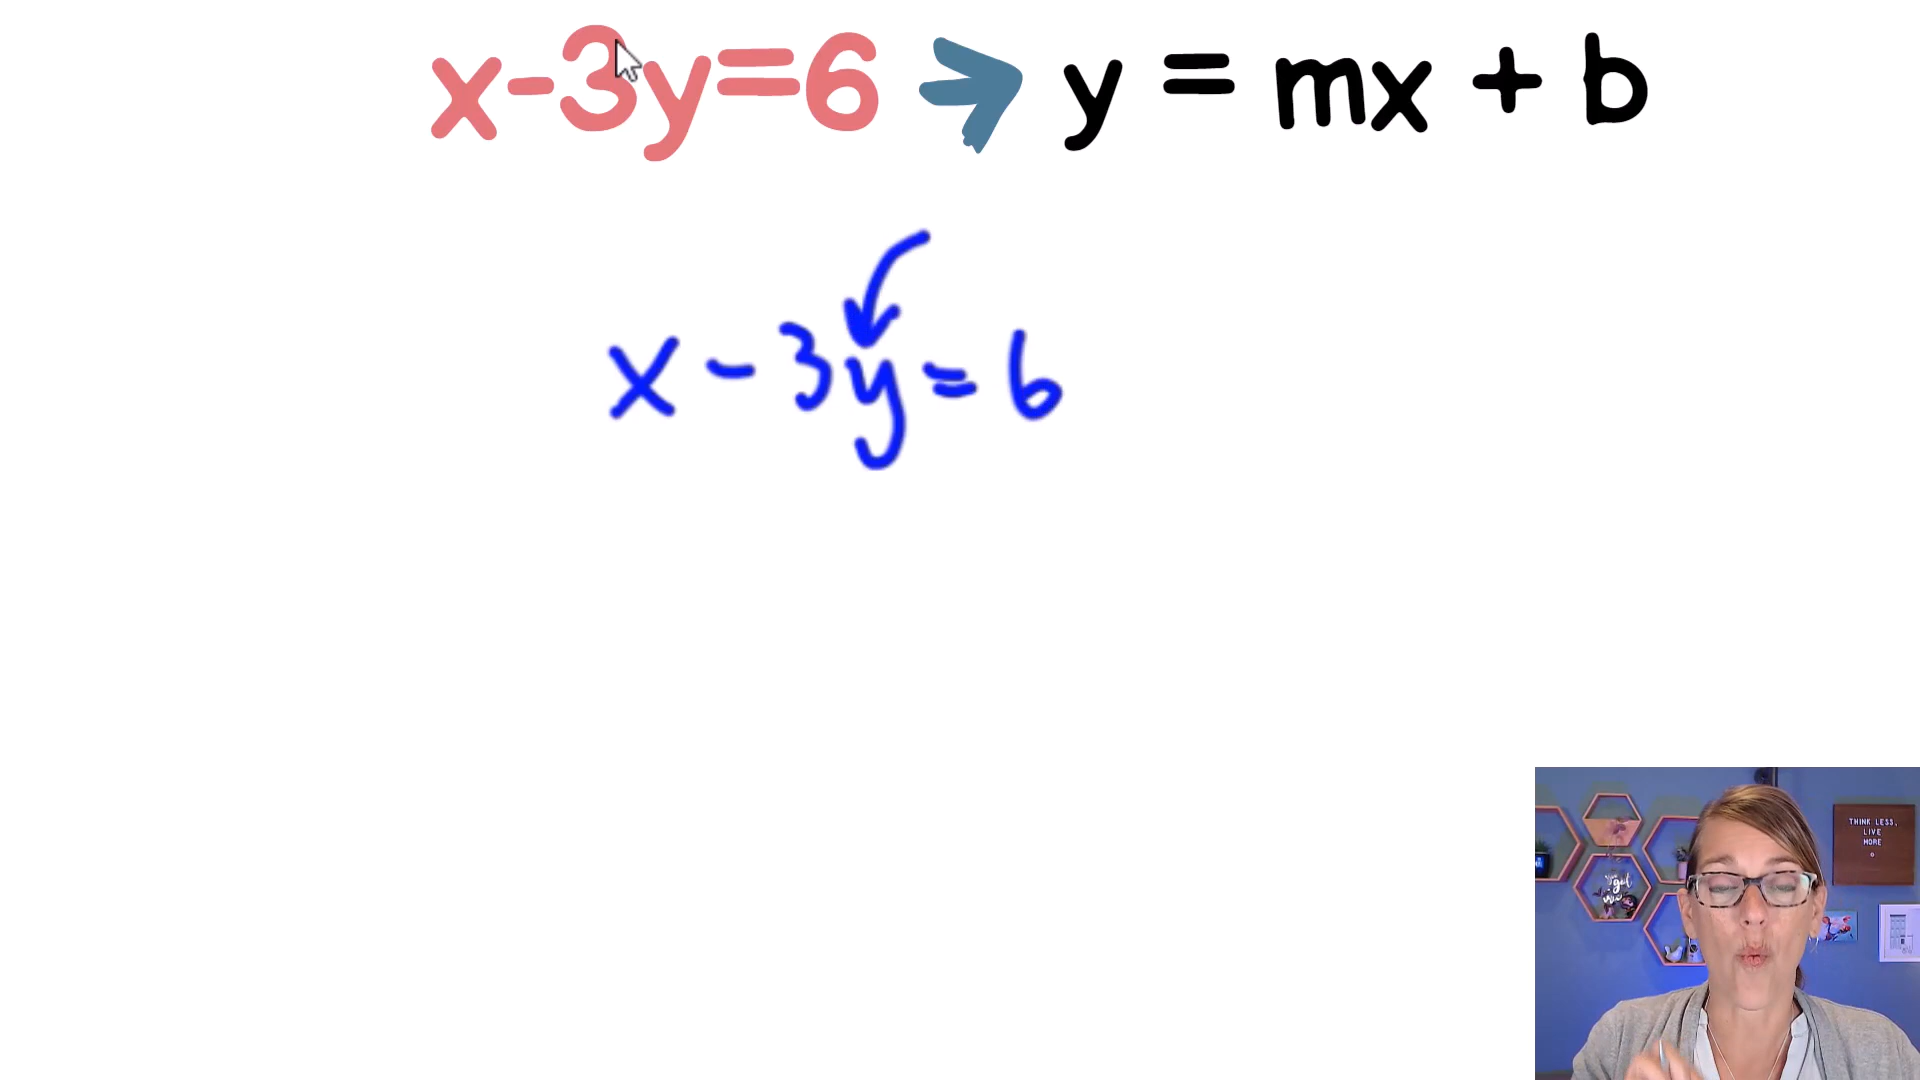 x-3y=6 → y = mx + b
x - 3y = 6
THINK LESS,
LIVE
MORE